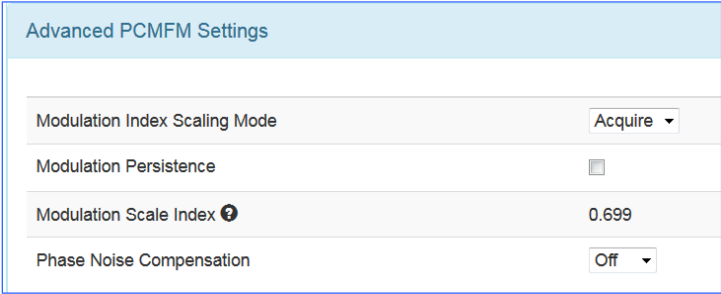 Advanced PCMFM Settings
Modulation Index Scaling Mode Acquire
Modulation Persistence
Modulation Scale Index ? 0.699
Phase Noise Compensation Off